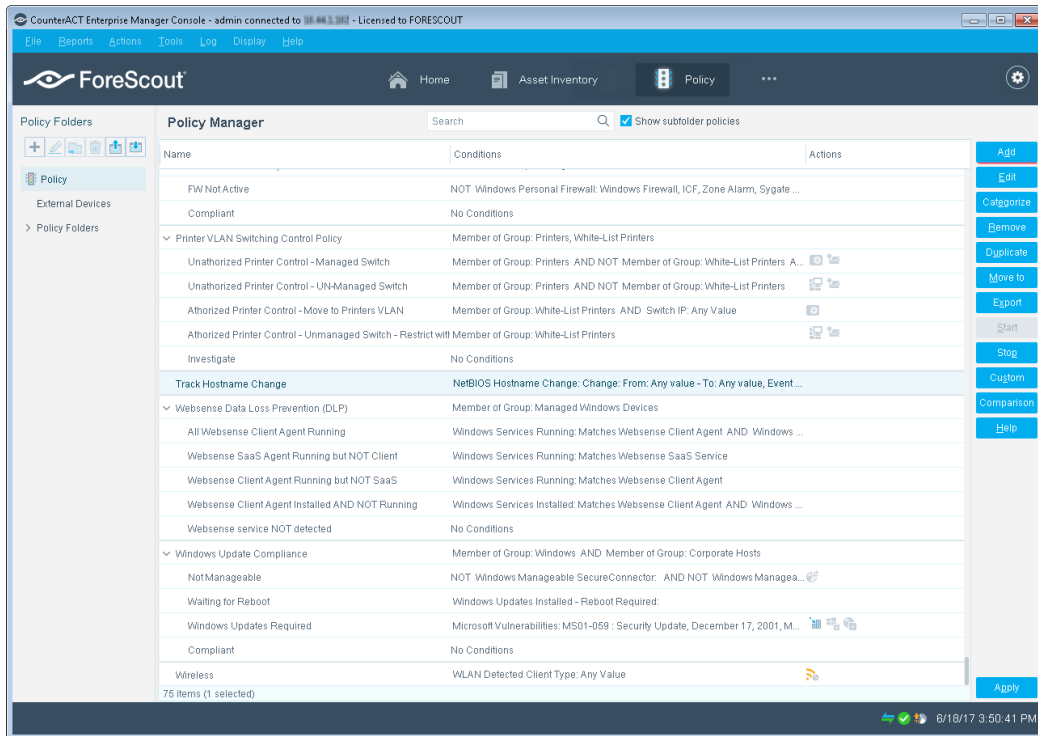 CounterACT Enterprise Manager Console - admin connected to - Licensed to FORESCOUT
File Reports Actions Tools Log Display Help
ForeScout
Home
Asset Inventory
Policy
Policy Folders
Policy Manager
Search
Show subfolder policies
Policy
External Devices
Policy Folders
Name Conditions Actions
FW Not Active NOT Windows Personal Firewall: Windows Firewall, ICF, Zone Alarm, Sygate ...
Compliant No Conditions
Printer VLAN Switching Control Policy Member of Group: Printers, White-List Printers
Unathorized Printer Control - Managed Switch Member of Group: Printers AND NOT Member of Group: White-List Printers A...
Unathorized Printer Control - UN-Managed Switch Member of Group: Printers AND NOT Member of Group: White-List Printers
Athorized Printer Control - Move to Printers VLAN Member of Group: White-List Printers AND Switch IP: Any Value
Athorized Printer Control - Unmanaged Switch - Restrict with Member of Group: White-List Printers
Investigate No Conditions
Track Hostname Change NetBIOS Hostname Change: Change: From: Any value - To: Any value, Event ...
Websense Data Loss Prevention (DLP) Member of Group: Managed Windows Devices
All Websense Client Agent Running Windows Services Running: Matches Websense Client Agent AND Windows ...
Websense SaaS Agent Running but NOT Client Windows Services Running: Matches Websense SaaS Service
Websense Client Agent Running but NOT SaaS Windows Services Running: Matches Websense Client Agent
Websense Client Agent Installed AND NOT Running Windows Services Installed: Matches Websense Client Agent AND Windows ...
Websense service NOT detected No Conditions
Windows Update Compliance Member of Group: Windows AND Member of Group: Corporate Hosts
Not Manageable NOT Windows Manageable SecureConnector: AND NOT Windows Managea...
Waiting for Reboot Windows Updates Installed - Reboot Required:
Windows Updates Required Microsoft Vulnerabilities: MS01-059 : Security Update, December 17, 2001, M...
Compliant No Conditions
Wireless WLAN Detected Client Type: Any Value
75 items (1 selected)
Add
Edit
Categorize
Remove
Duplicate
Move to
Export
Start
Stop
Custom
Comparison
Help
Apply
6/18/17 3:50:41 PM